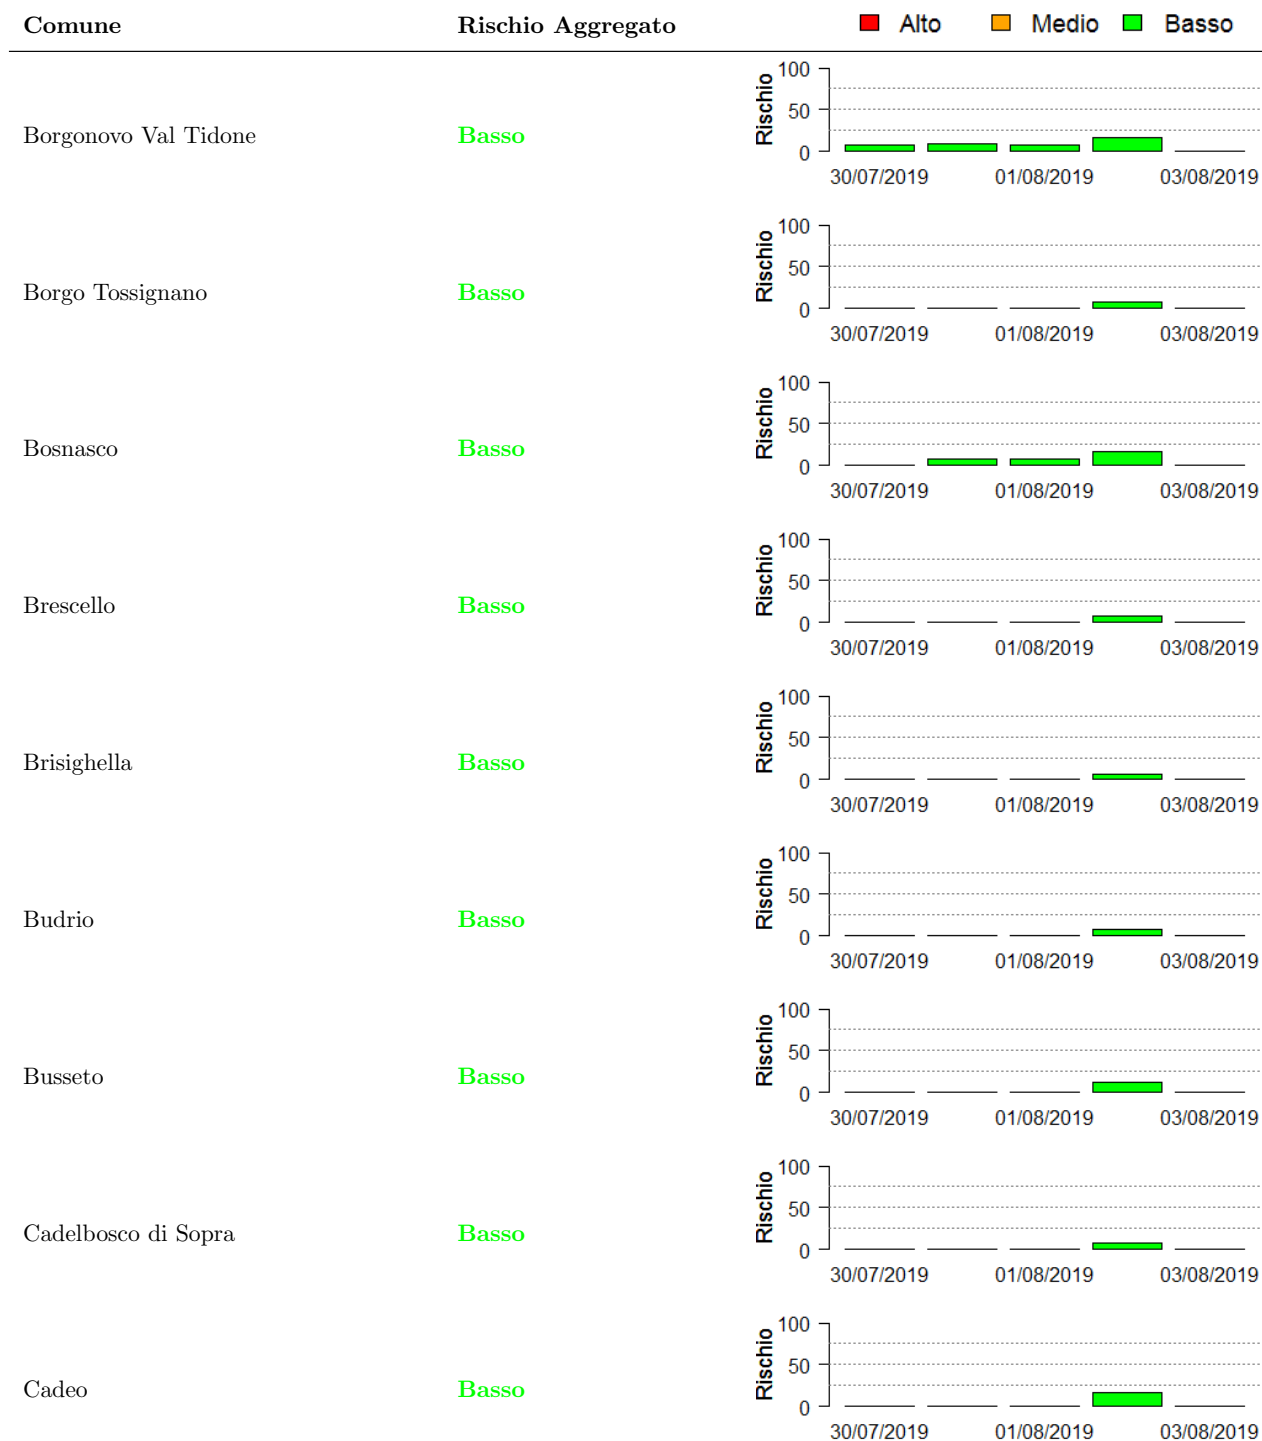 Comune Rischio Aggregato Alto Medio Basso
Borgonovo Val Tidone Basso
Rischio
100
50
0
30/07/2019 01/08/2019 03/08/2019
Borgo Tossignano Basso
Rischio
100
50
0
30/07/2019 01/08/2019 03/08/2019
Bosnasco Basso
Rischio
100
50
0
30/07/2019 01/08/2019 03/08/2019
Brescello Basso
Rischio
100
50
0
30/07/2019 01/08/2019 03/08/2019
Brisighella Basso
Rischio
100
50
0
30/07/2019 01/08/2019 03/08/2019
Budrio Basso
Rischio
100
50
0
30/07/2019 01/08/2019 03/08/2019
Busseto Basso
Rischio
100
50
0
30/07/2019 01/08/2019 03/08/2019
Cadelbosco di Sopra Basso
Rischio
100
50
0
30/07/2019 01/08/2019 03/08/2019
Cadeo Basso
Rischio
100
50
0
30/07/2019 01/08/2019 03/08/2019